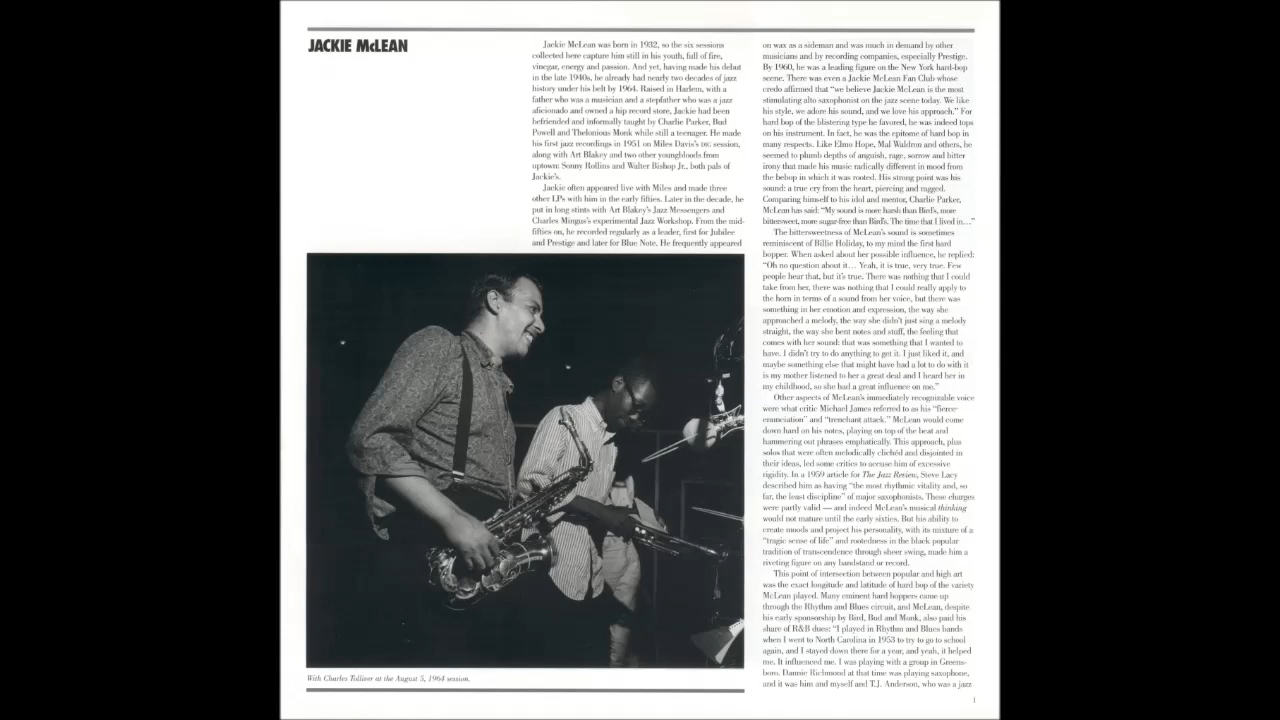 JACKIE McLEAN
Jackie McLean was born in 1932, so the six sessions
collected here capture him still in his youth, full of fire,
vinegar, energy and passion. And yet, having made his debut
in the late 1940s, he already had nearly two decades of jazz
history under his belt by 1964. Raised in Harlem, with a
father who was a musician and a stepfather who was a jazz
aficionado and owned a hip record store, Jackie had been
befriended and informally taught by Charlie Parker, Bud
Powell and Thelonious Monk while still a teenager. He made
his first jazz recordings in 1951 on Miles Davis's DIG session,
along with Art Blakey and two other youngbloods from
uptown: Sonny Rollins and Walter Bishop Jr., both pals of
Jackie's.
Jackie often appeared live with Miles and made three
other LPs with him in the early fifties. Later in the decade, he
put in long stints with Art Blakey's Jazz Messengers and
Charles Mingus's experimental Jazz Workshop. From the mid-
fifties on, he recorded regularly as a leader, first for Jubilee
and Prestige and later for Blue Note. He frequently appeared
on wax as a sideman and was much in demand by other
musicians and by recording companies, especially Prestige.
By 1960, he was a leading figure on the New York hard-bop
scene. There was even a Jackie McLean Fan Club whose
credo affirmed that "we believe Jackie McLean is the most
stimulating alto saxophonist on the jazz scene today. We like
his style, we adore his sound, and we love his approach." For
hard bop of the blistering type he favored, he was indeed tops
on his instrument. In fact, he was the epitome of hard bop in
many respects. Like Elmo Hope, Mal Waldron and others, he
seemed to plumb depths of anguish, rage, sorrow and bitter
irony that made his music radically different in mood from
the bebop in which it was rooted. His strong point was his
sound: a true cry from the heart, piercing and ragged.
Comparing himself to his idol and mentor, Charlie Parker,
McLean has said: "My sound is more harsh than Bird's, more
bittersweet, more sugar-free than Bird's. The time that I lived in…"
The bittersweetness of McLean's sound is sometimes
reminiscent of Billie Holiday, to my mind the first hard
bopper. When asked about her possible influence, he replied:
"Oh no question about it… Yeah, it is true, very true. Few
people hear that, but it's true. There was nothing that I could
take from her, there was nothing that I could really apply to
the horn in terms of a sound from her voice, but there was
something in her emotion and expression, the way she
approached a melody, the way she didn't just sing a melody
straight, the way she bent notes and stuff, the feeling that
comes with her sound: that was something that I wanted to
have. I didn't try to do anything to get it. I just liked it, and
maybe something else that might have had a lot to do with it
is my mother listened to her a great deal and I heard her in
my childhood, so she had a great influence on me."
Other aspects of McLean's immediately recognizable voice
were what critic Michael James referred to as his "fierce
enunciation" and "trenchant attack." McLean would come
down hard on his notes, playing on top of the beat and
hammering out phrases emphatically. This approach, plus
solos that were often melodically clichéd and disjointed in
their ideas, led some critics to accuse him of excessive
rigidity. In a 1959 article for The Jazz Review, Steve Lacy
described him as having "the most rhythmic vitality and, so
far, the least discipline" of major saxophonists. These charges
were partly valid — and indeed McLean's musical thinking
would not mature until the early sixties. But his ability to
create moods and project his personality, with its mixture of a
"tragic sense of life" and rootedness in the black popular
tradition of transcendence through sheer swing, made him a
riveting figure on any bandstand or record.
This point of intersection between popular and high art
was the exact longitude and latitude of hard bop of the variety
McLean played. Many eminent hard boppers came up
through the Rhythm and Blues circuit, and McLean, despite
his early sponsorship by Bird, Bud and Monk, also paid his
share of R&B dues: "I played in Rhythm and Blues bands
when I went to North Carolina in 1953 to try to go to school
again, and I stayed down there for a year, and yeah, it helped
me. It influenced me. I was playing with a group in Greens-
boro. Dannie Richmond at that time was playing saxophone,
and it was him and myself and T.J. Anderson, who was a jazz
With Charles Tolliver at the August 5, 1964 session.
1